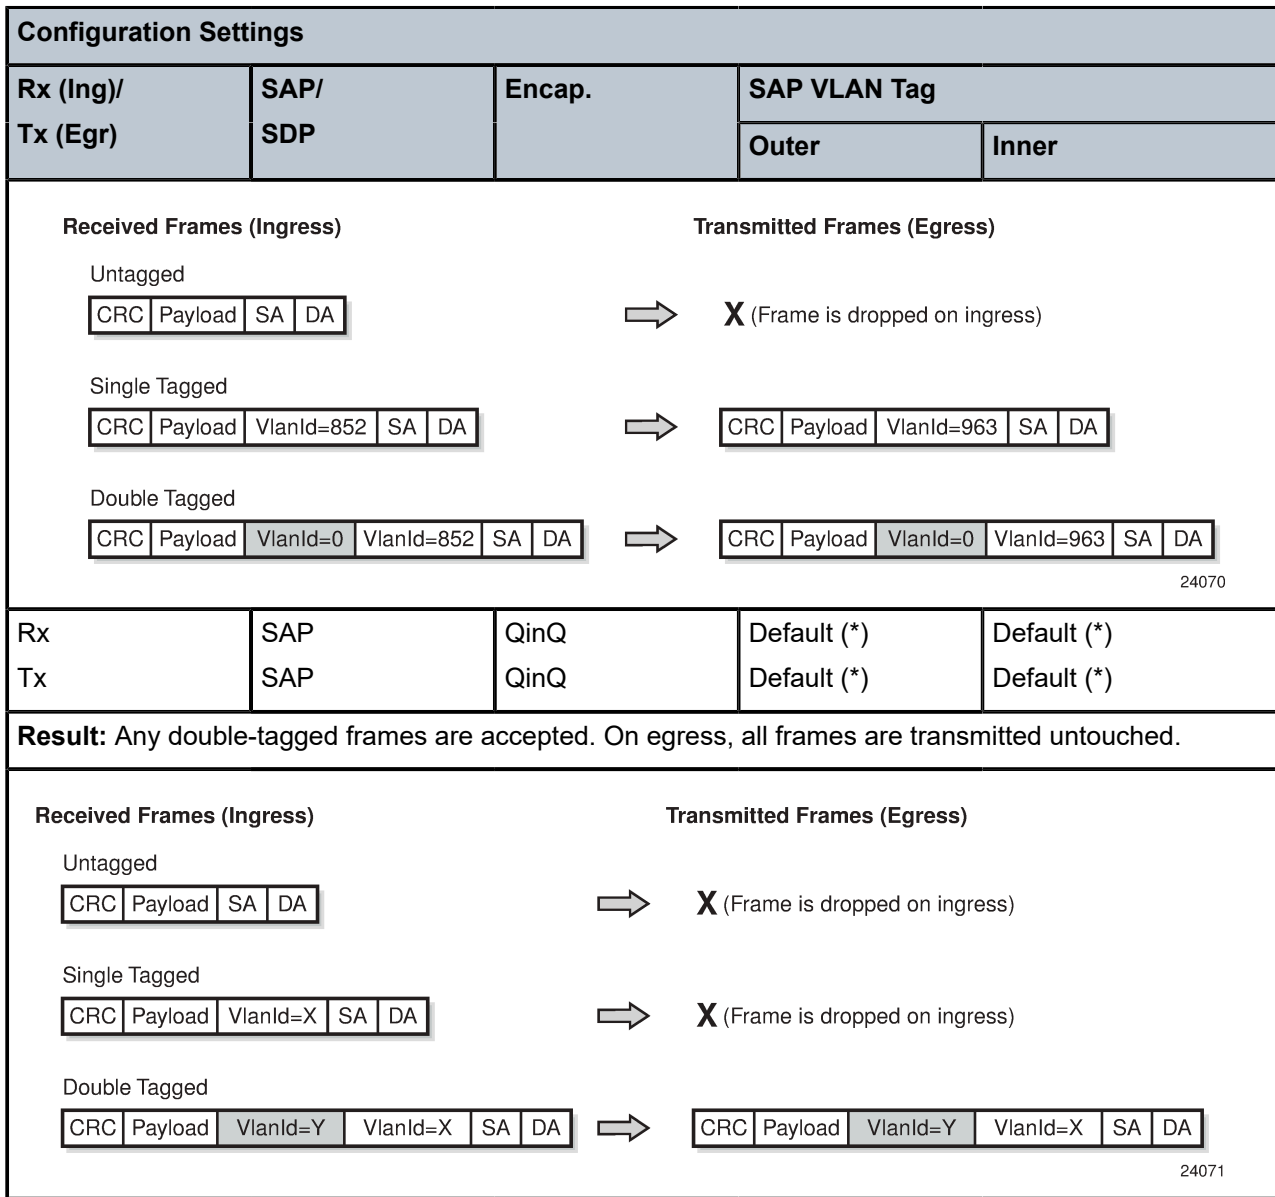 Configuration Settings
Rx (Ing)/ SAP/ Encap. SAP VLAN Tag
Tx (Egr) SDP Outer Inner
Received Frames (Ingress) Transmitted Frames (Egress)
Untagged
CRC Payload SA DA X (Frame is dropped on ingress)
Single Tagged
CRC Payload VlanId=852 SA DA CRC Payload VlanId=963 SA DA
Double Tagged
CRC Payload VlanId=0 VlanId=852 SA DA CRC Payload VlanId=0 VlanId=963 SA DA
24070
Rx SAP QinQ Default (*) Default (*)
Tx SAP QinQ Default (*) Default (*)
Result: Any double-tagged frames are accepted. On egress, all frames are transmitted untouched.
Received Frames (Ingress) Transmitted Frames (Egress)
Untagged
CRC Payload SA DA X (Frame is dropped on ingress)
Single Tagged
CRC Payload VlanId=X SA DA X (Frame is dropped on ingress)
Double Tagged
CRC Payload VlanId=Y VlanId=X SA DA CRC Payload VlanId=Y VlanId=X SA DA
24071